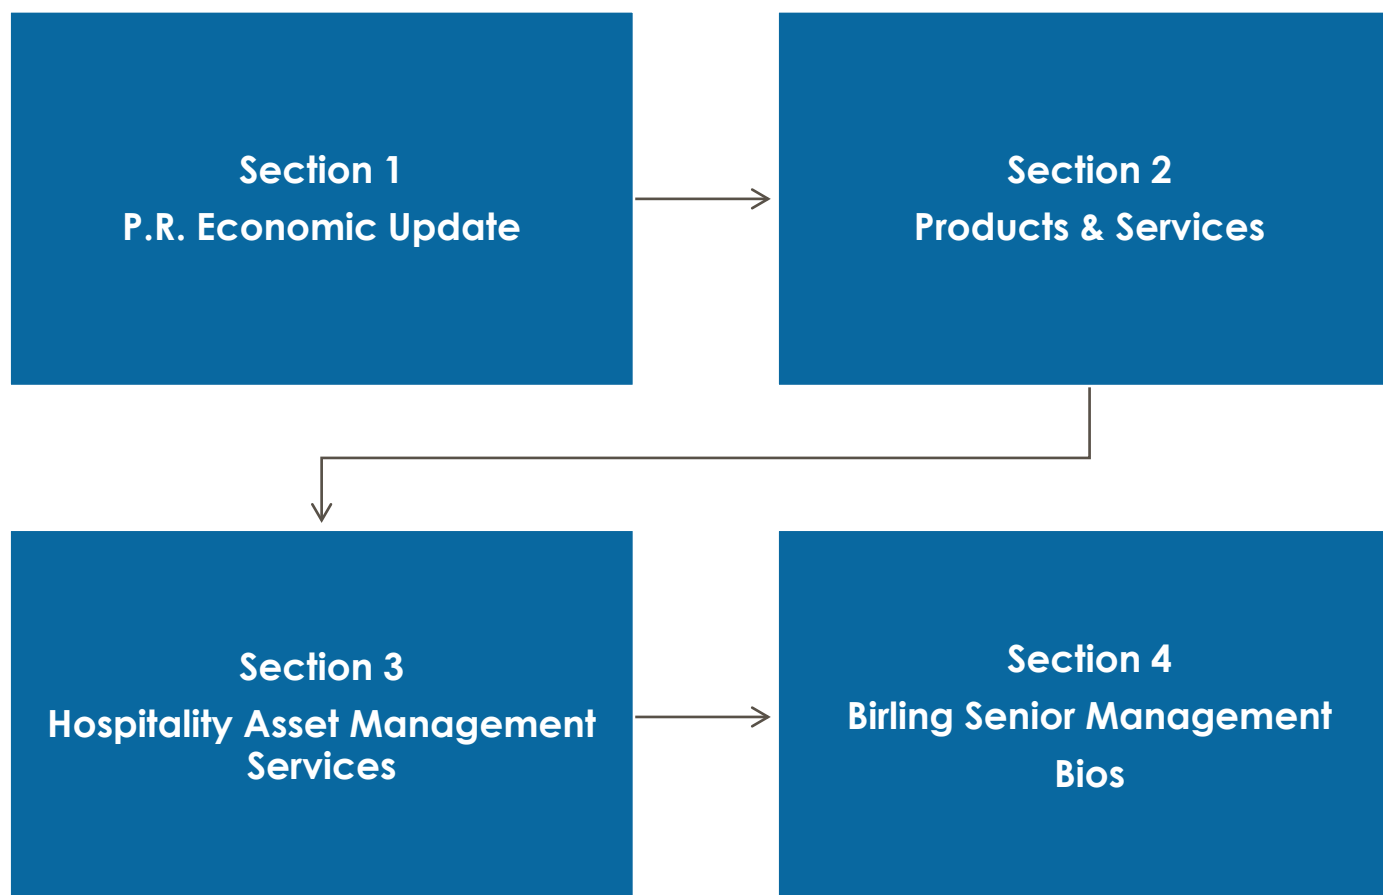 Section 1
P.R. Economic Update
Section 2
Products & Services
Section 3
Hospitality Asset Management
Services
Section 4
Birling Senior Management
Bios